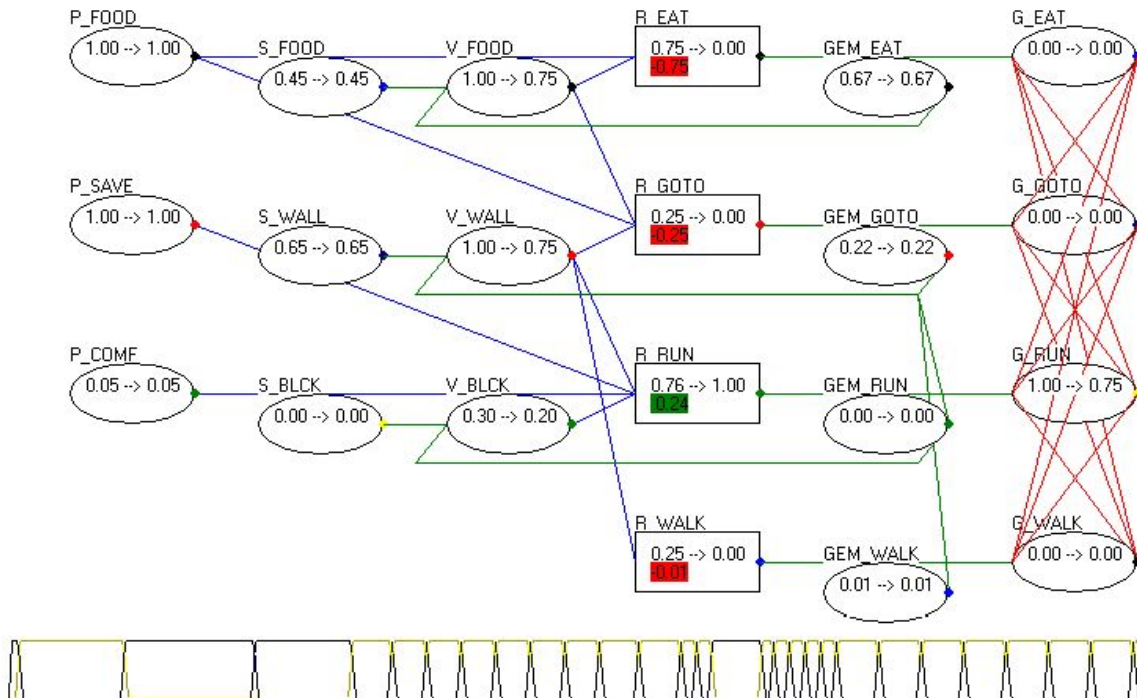 P_FOOD
1.00 --> 1.00
S_FOOD
0.45 --> 0.45
V_FOOD
1.00 --> 0.75
R_EAT
0.75 --> 0.00
-0.75
GEM_EAT
0.67 --> 0.67
G_EAT
0.00 --> 0.00
P_SAVE
1.00 --> 1.00
S_WALL
0.65 --> 0.65
V_WALL
1.00 --> 0.75
R_GOTO
0.25 --> 0.00
-0.25
GEM_GOTO
0.22 --> 0.22
G_GOTO
0.00 --> 0.00
P_COMF
0.05 --> 0.05
S_BLCK
0.00 --> 0.00
V_BLCK
0.30 --> 0.20
R_RUN
0.76 --> 1.00
0.24
GEM_RUN
0.00 --> 0.00
G_RUN
1.00 --> 0.75
R_WALK
0.25 --> 0.00
-0.01
GEM_WALK
0.01 --> 0.01
G_WALK
0.00 --> 0.00